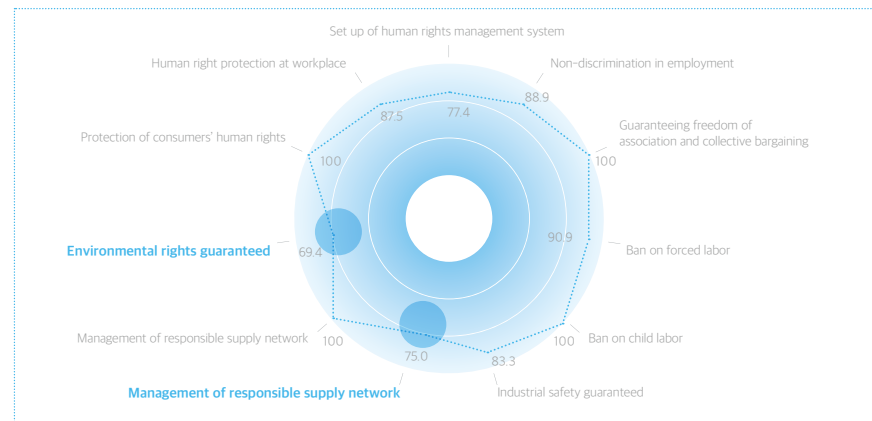 Set up of human rights management system
Human right protection at workplace
Non-discrimination in employment
88.9
87.5
77.4
Guaranteeing freedom of
association and collective bargaining
Protection of consumers' human rights
100
100
Environmental rights guaranteed
69.4
90.9
Ban on forced labor
Management of responsible supply network
100
100
Ban on child labor
75.0
83.3
Management of responsible supply network
Industrial safety guaranteed